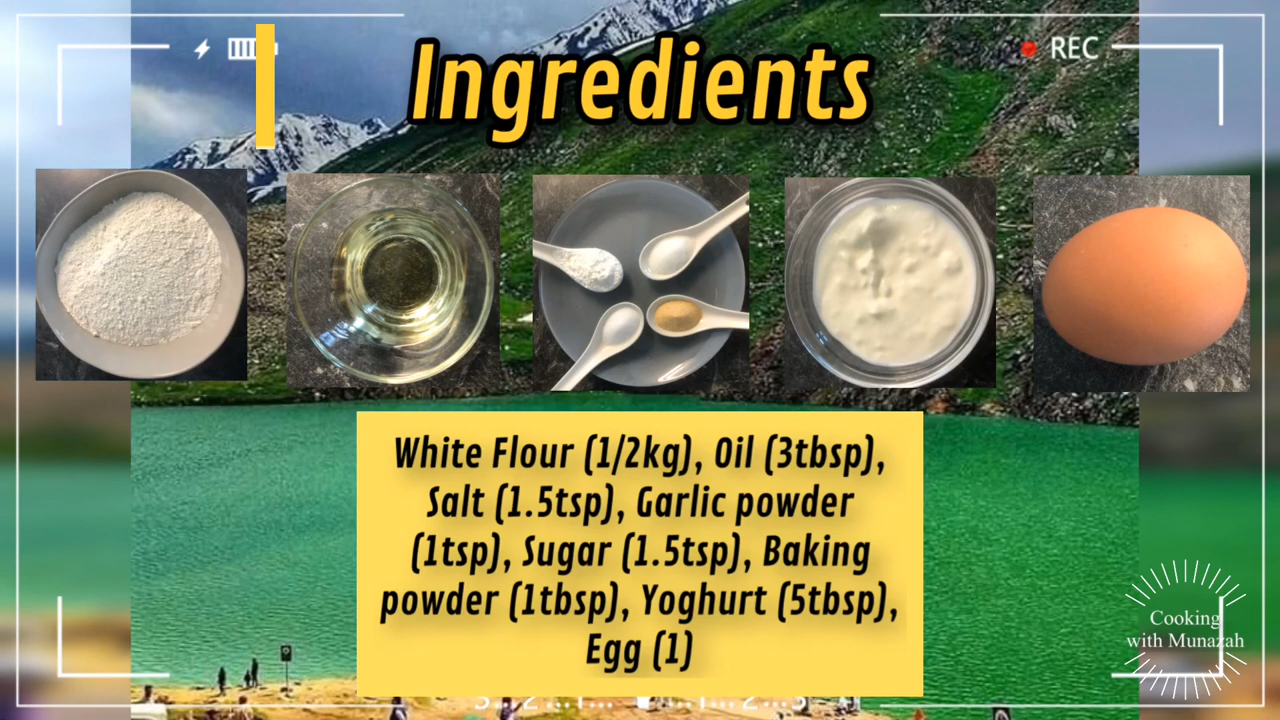 REC
Ingredients
White Flour (1/2kg), Oil (3tbsp),
Salt (1.5tsp), Garlic powder
(1tsp), Sugar (1.5tsp), Baking
powder (1tbsp), Yoghurt (5tbsp),
Egg (1)
Cooking
with Munazah